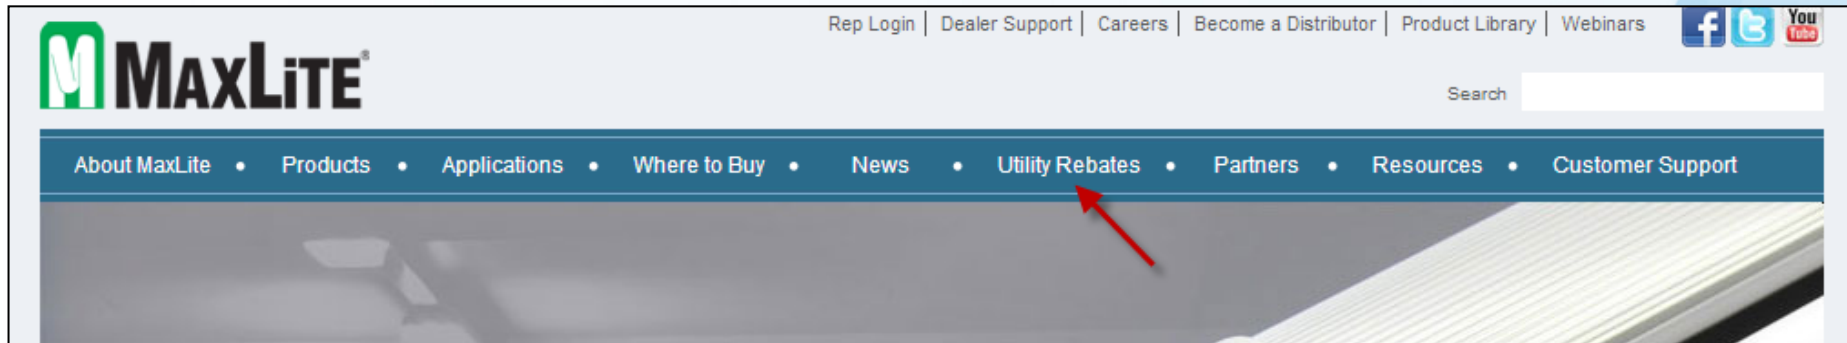 Rep Login | Dealer Support | Careers | Become a Distributor | Product Library | Webinars
You
Tube
MAXLiTE®
Search
About MaxLite • Products • Applications • Where to Buy • News • Utility Rebates • Partners • Resources • Customer Support